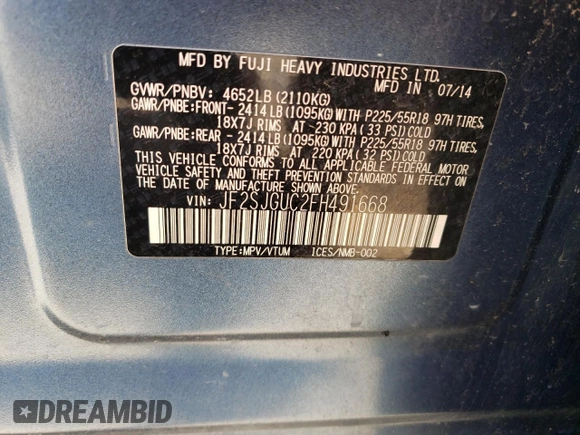 MFD BY FUJI HEAVY INDUSTRIES LTD.
GVWR/PNBV: 4652LB (2110KG) MFD IN 07/14
GAWR/PNBE:FRONT- 2414LB (1095KG) WITH P225/55R18 97H TIRES,
18X7J RIMS AT 230 KPA ( 33 PSI) COLD
GAWR/PNBE:REAR - 2414LB (1095KG) WITH P225/55R18 97H TIRES,
18X7J RIMS AT 220 KPA ( 32 PSI) COLD
THIS VEHICLE CONFORMS TO ALL APPLICABLE FEDERAL MOTOR
VEHICLE SAFETY AND THEFT PREVENTION STANDARDS IN EFFECT
ON THE DATE OF MANUFACTURE SHOWN ABOVE.
VIN: JF2SJGUC2FH491668
TYPE:MPV/VTUM ICES/NMB-002
DREAMBID